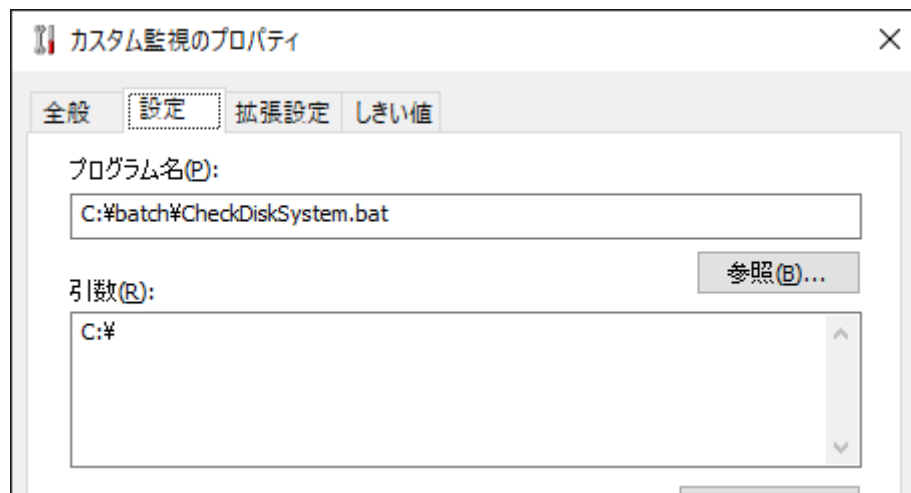 カスタム監視のプロパティ
全般 設定 拡張設定 しきい値
プログラム名(P):
C:¥batch¥CheckDiskSystem.bat
参照(B)...
引数(R):
C:¥